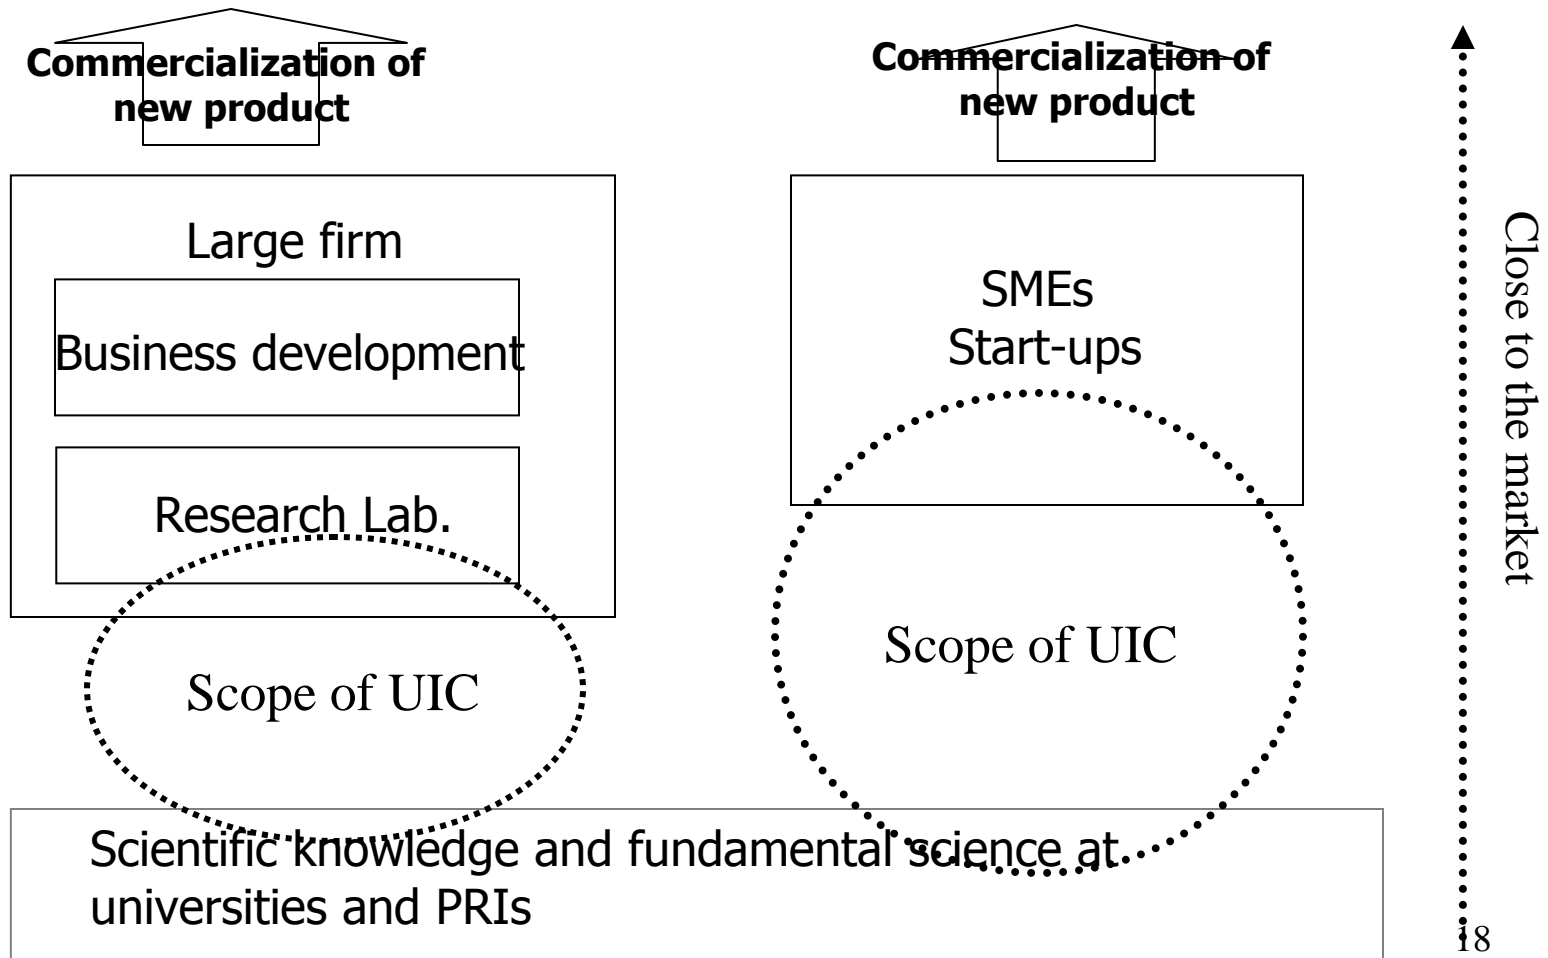 Commercialization of
new product
Commercialization of
new product
Large firm
Business development
Research Lab.
Scope of UIC
SMEs
Start-ups
Scope of UIC
Close to the market
Scientific knowledge and fundamental science at
universities and PRIs
18